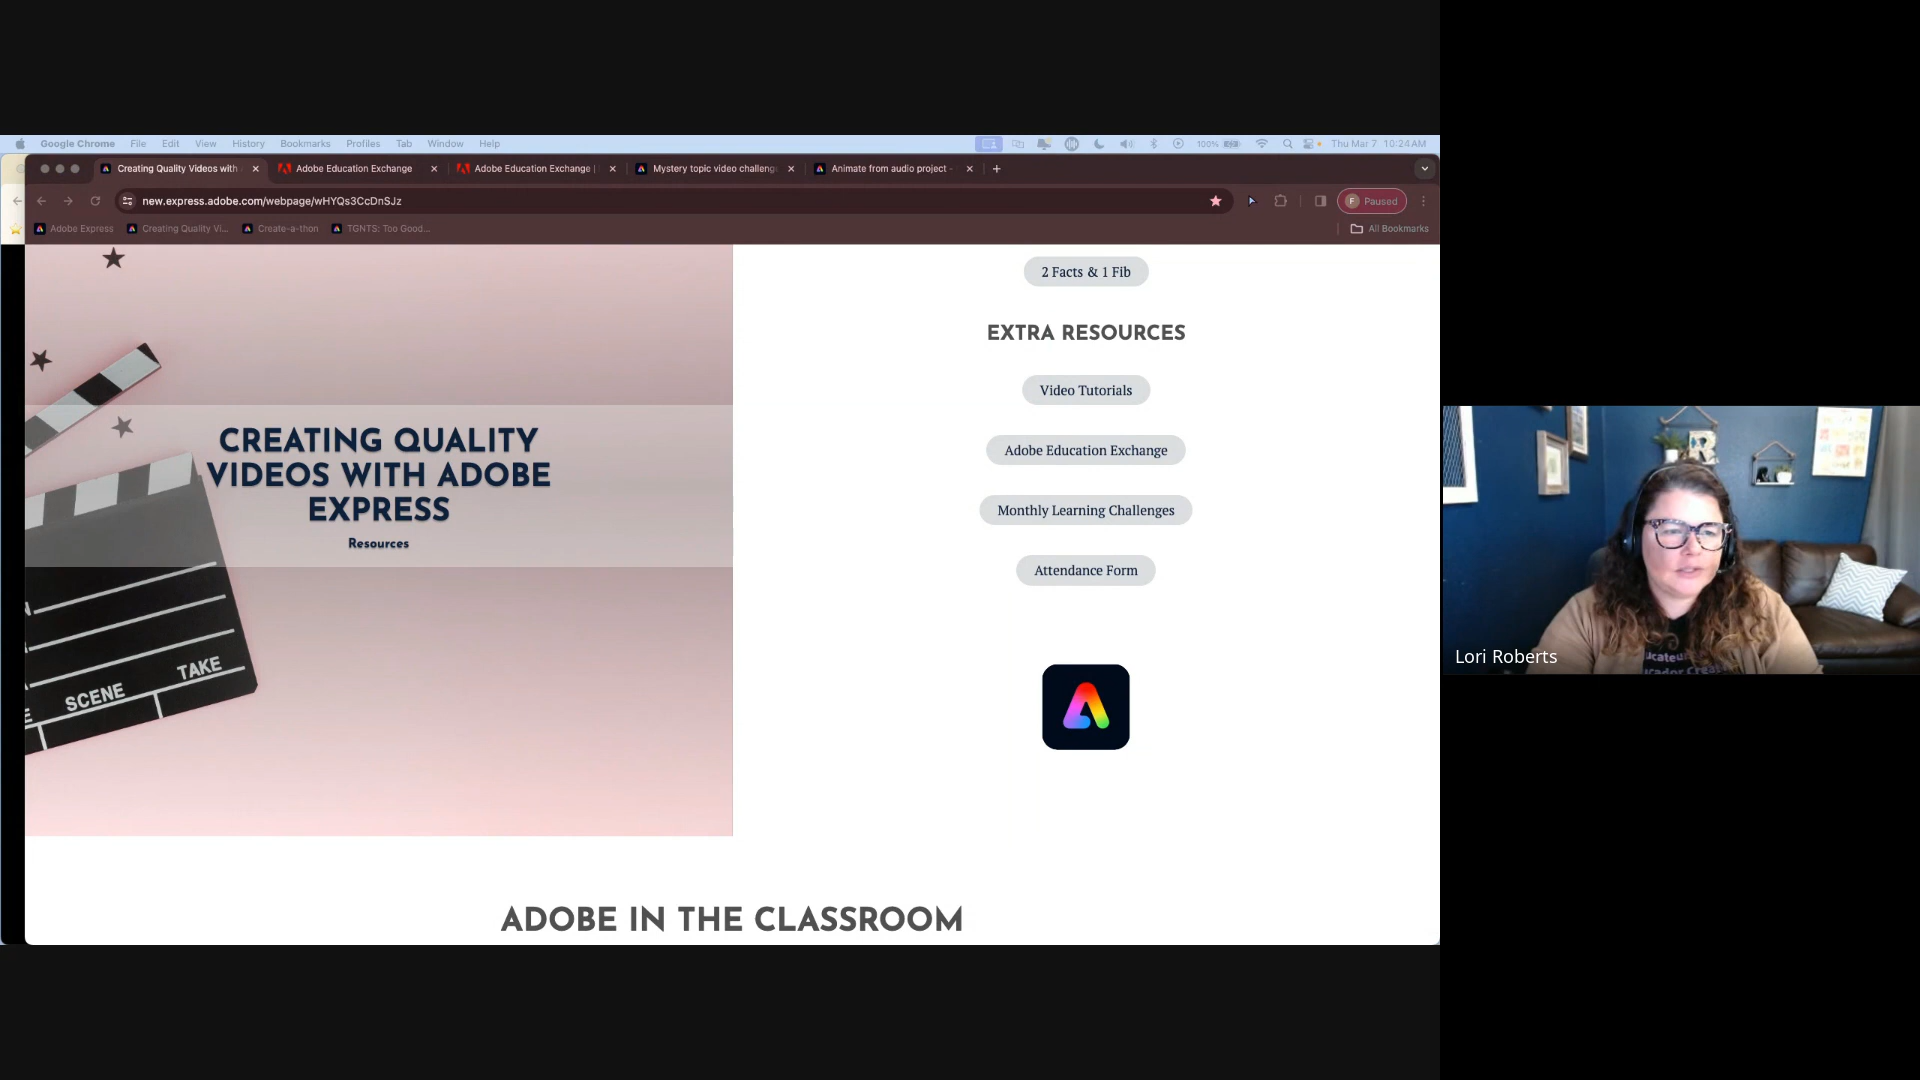 Google Chrome File Edit View History Bookmarks Profiles Tab Window Help 100% Thu Mar 7 10:24AM
Creating Quality Videos with Adobe Education Exchange Adobe Education Exchange | Mystery topic video challeng Animate from audio project -
new.express.adobe.com/webpage/wHYQs3CcDnSJz F Paused
Adobe Express Creating Quality Vi... Create-a-thon TGNTS: Too Good... All Bookmarks
2 Facts & 1 Fib
EXTRA RESOURCES
Video Tutorials
Adobe Education Exchange
Monthly Learning Challenges
Attendance Form
CREATING QUALITY
VIDEOS WITH ADOBE
EXPRESS
Resources
TAKE
SCENE
ADOBE IN THE CLASSROOM
Lori Roberts